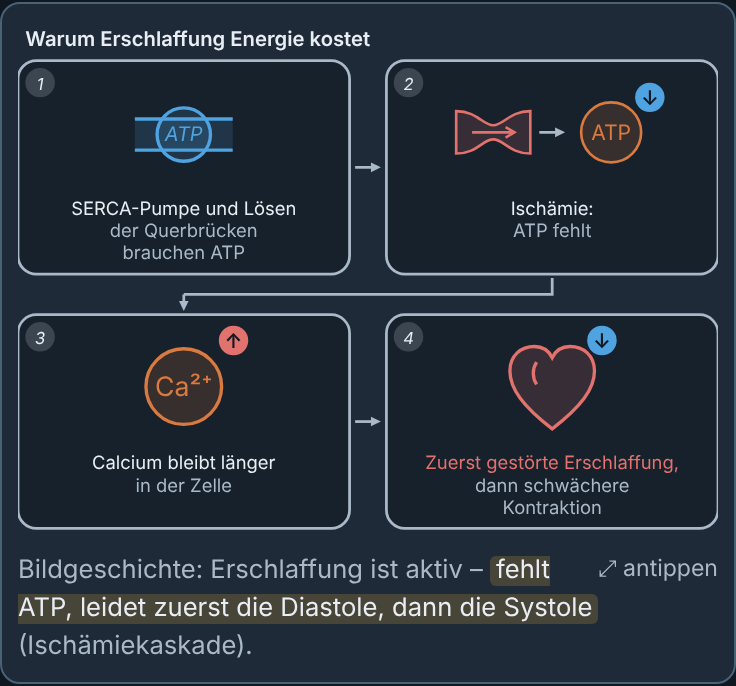 Warum Erschlaffung Energie kostet
1
ATP
SERCA-Pumpe und Lösen
der Querbrücken
brauchen ATP
2
ATP
Ischämie:
ATP fehlt
3
Ca²⁺
Calcium bleibt länger
in der Zelle
4
Zuerst gestörte Erschlaffung,
dann schwächere
Kontraktion
Bildgeschichte: Erschlaffung ist aktiv – fehlt
ATP, leidet zuerst die Diastole, dann die Systole
(Ischämiekaskade).
⤢ antippen